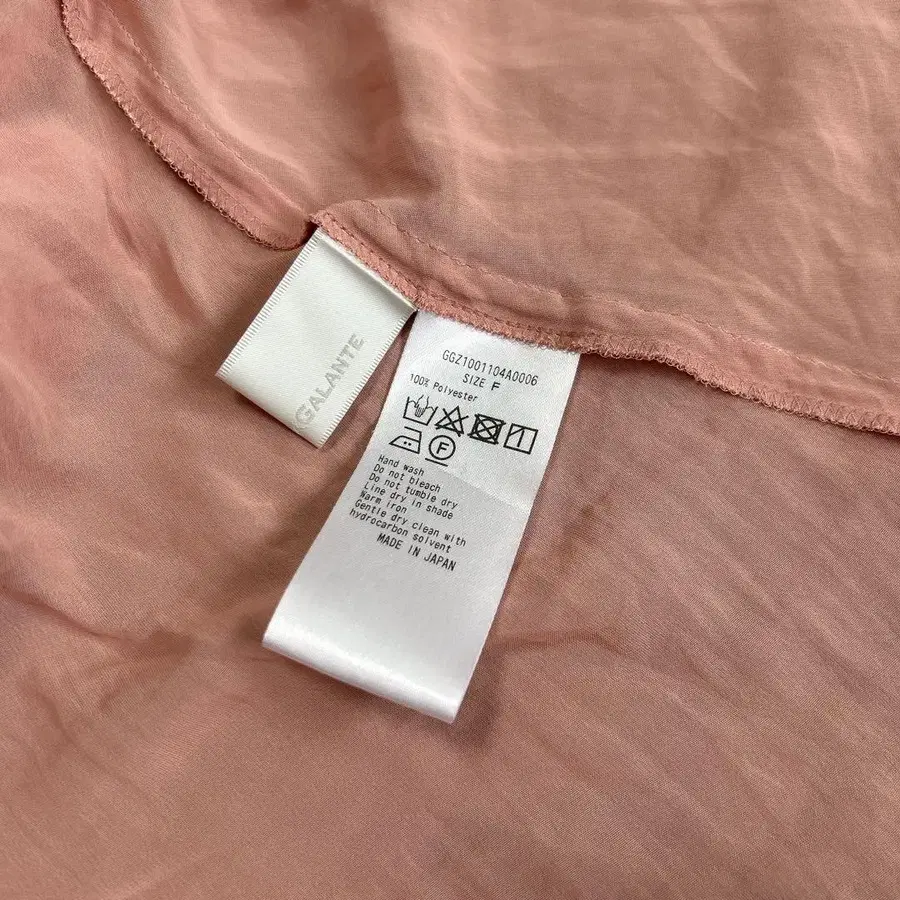 GALANTE
GGZ1001104A0006
SIZE F
100% Polyester
F
Hand wash
Do not bleach
Do not tumble dry
Line dry in shade
Warm iron
Gentle dry clean with
hydrocarbon solvent
MADE IN JAPAN